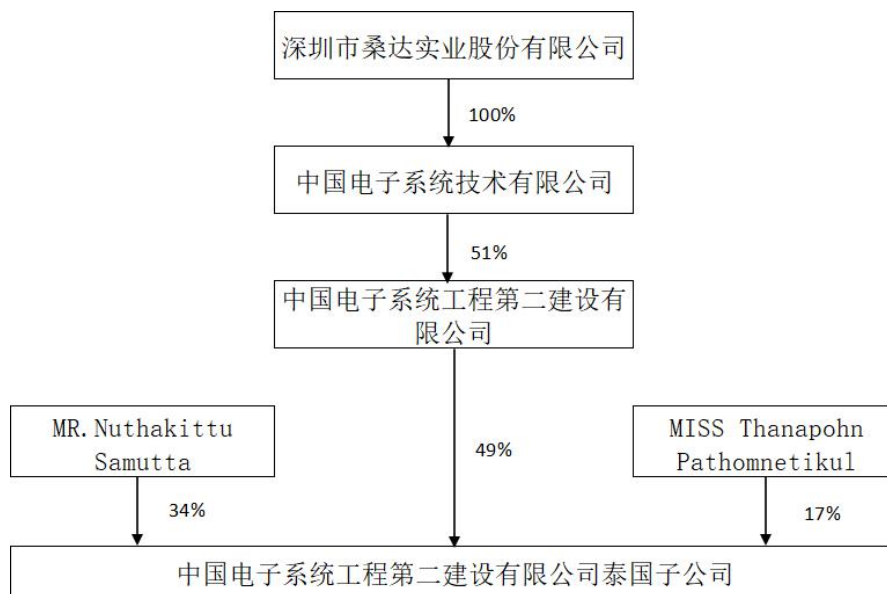 深圳市桑达实业股份有限公司
100%
中国电子系统技术有限公司
51%
中国电子系统工程第二建设有
限公司
MR.Nuthakittu
Samutta
49%
MISS Thanapohn
Pathomnetikul
34%
17%
中国电子系统工程第二建设有限公司泰国子公司